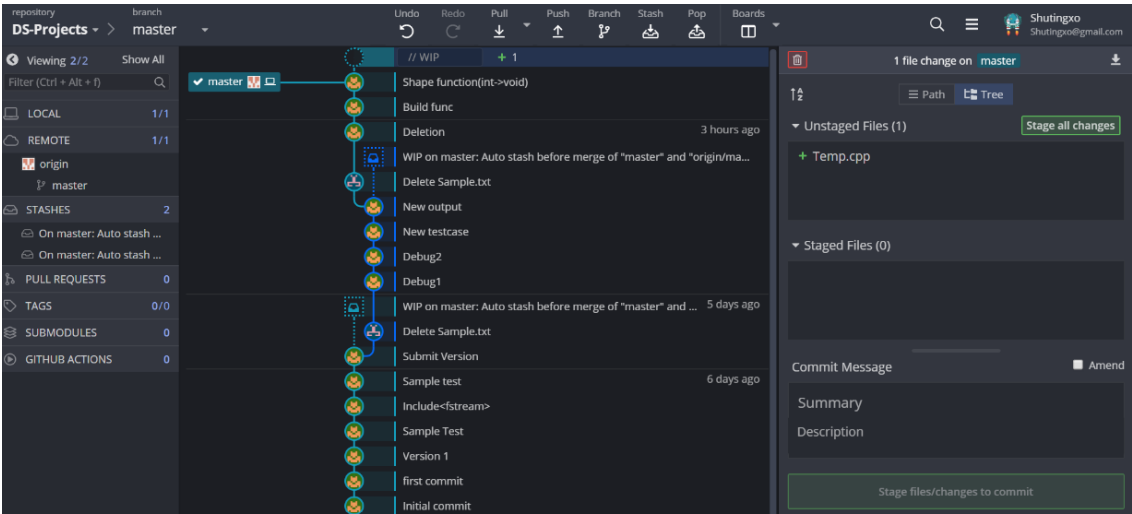 repository
branch
DS-Projects
master
Undo
Redo
Pull
Push
Branch
Stash
Pop
Boards
Shutingxo
Shutingxo@gmail.com
Viewing 2/2
Show All
Filter (Ctrl + Alt + f)
LOCAL
1/1
REMOTE
1/1
origin
master
STASHES
2
On master: Auto stash ...
On master: Auto stash ...
PULL REQUESTS
0
TAGS
0/0
SUBMODULES
0
GITHUB ACTIONS
0
master
// WIP
+ 1
Shape function(int->void)
Build func
Deletion
3 hours ago
WIP on master: Auto stash before merge of "master" and "origin/ma...
Delete Sample.txt
New output
New testcase
Debug2
Debug1
WIP on master: Auto stash before merge of "master" and ...
5 days ago
Delete Sample.txt
Submit Version
Sample test
6 days ago
Include<fstream>
Sample Test
Version 1
first commit
Initial commit
1 file change on master
Path
Tree
Unstaged Files (1)
Stage all changes
+ Temp.cpp
Staged Files (0)
Commit Message
Amend
Summary
Description
Stage files/changes to commit